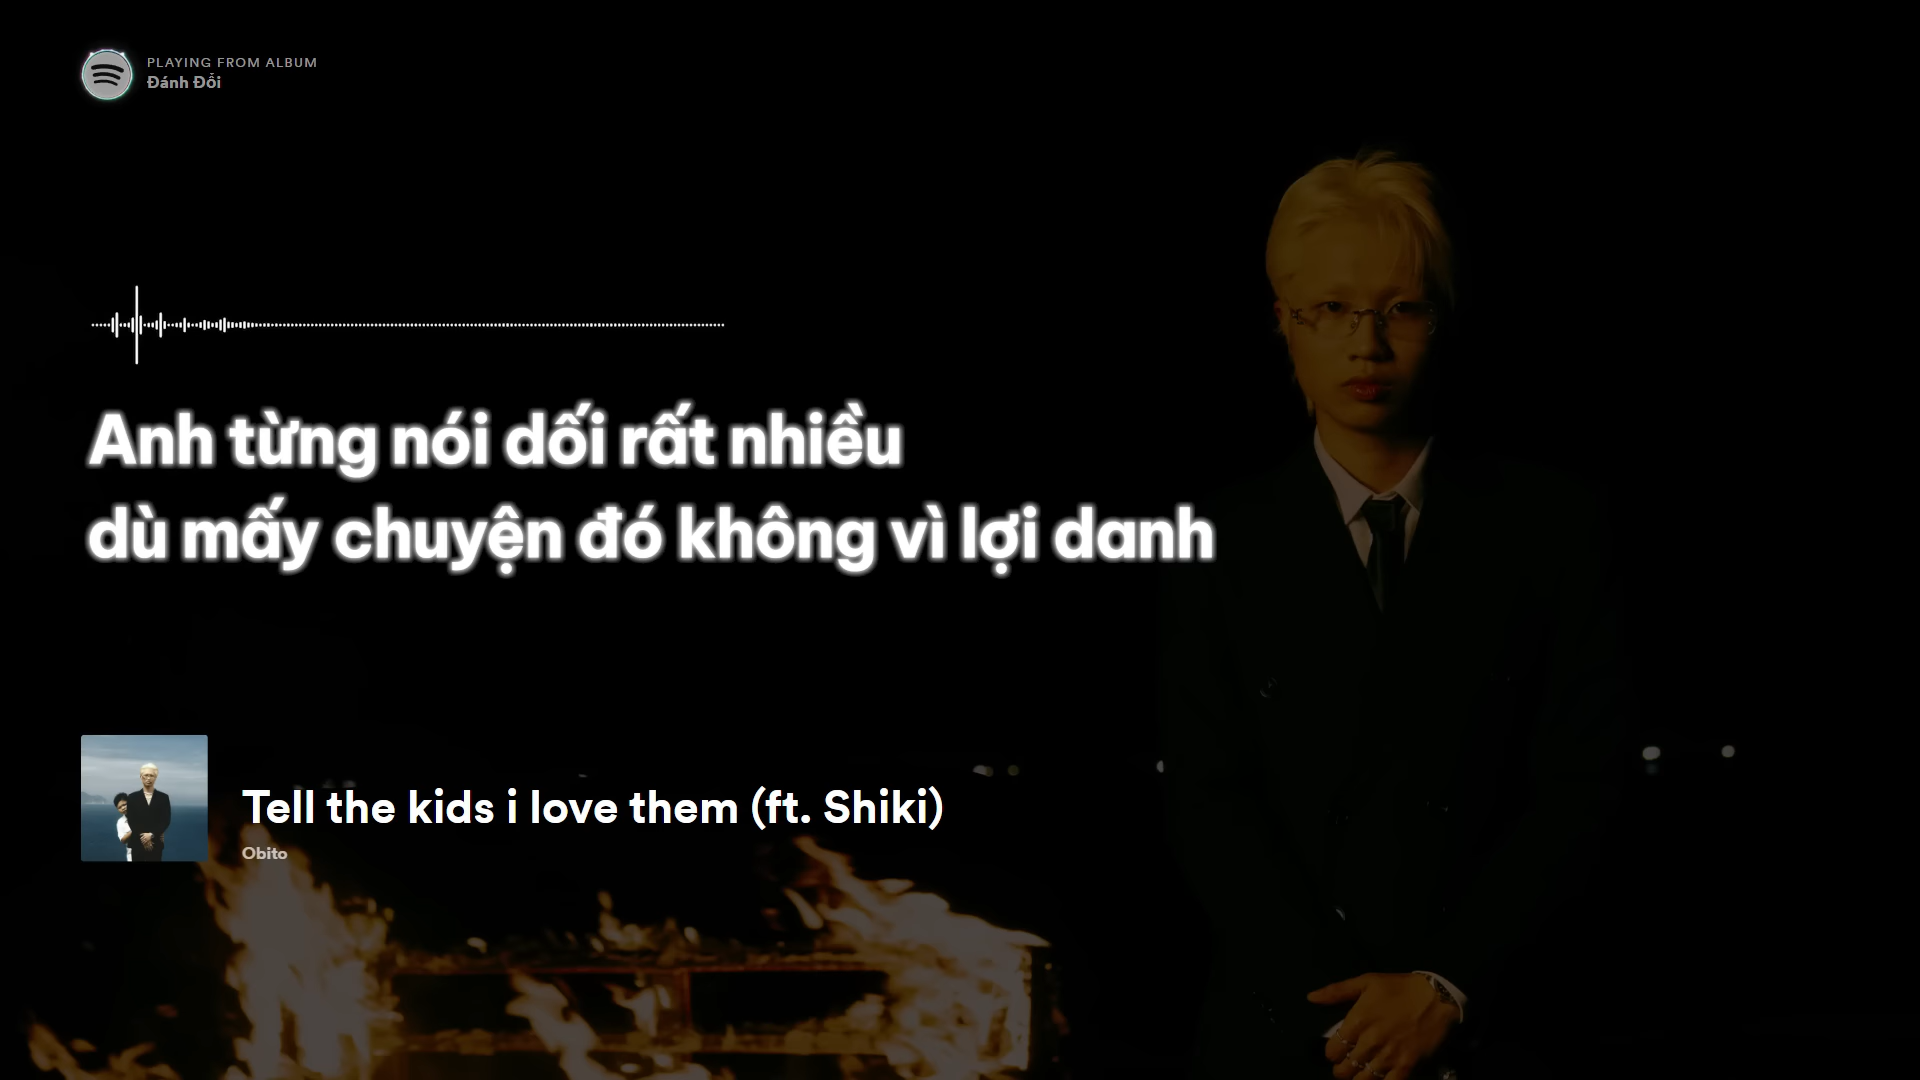 PLAYING FROM ALBUM
Đánh Đổi
Anh từng nói dối rất nhiều
dù mấy chuyện đó không vì lợi danh
Tell the kids i love them (ft. Shiki)
Obito